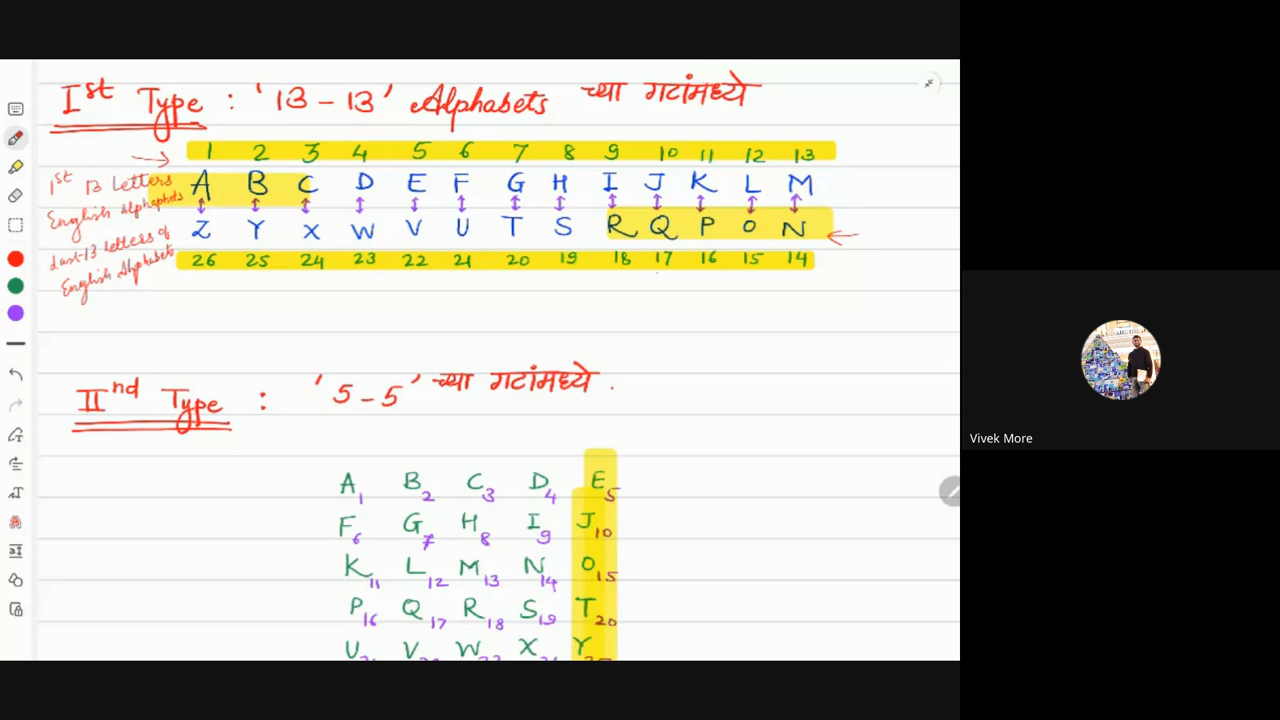 Ist Type : '13-13' Alphabets च्या गटांमध्ये
1 2 3 4 5 6 7 8 9 10 11 12 13
1st 13 Letters
A B C D E F G H I J K L M
English Alphaphets
Z Y X W V U T S R Q P O N
Last 13 Letters of
English Alphabets
26 25 24 23 22 21 20 19 18 17 16 15 14
IInd Type : '5-5' च्या गटांमध्ये .
A1 B2 C3 D4 E5
F6 G7 H8 I9 J10
K11 L12 M13 N14 O15
P16 Q17 R18 S19 T20
U V W X Y
Vivek More